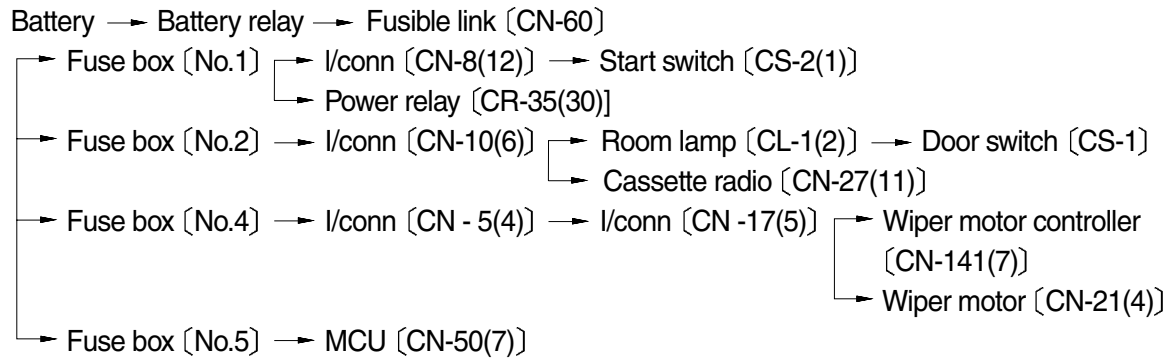 Battery → Battery relay → Fusible link〔CN-60〕
Fuse box〔No.1〕 → I/conn〔CN-8(12)〕 → Start switch〔CS-2(1)〕
→ Power relay〔CR-35(30)]
Fuse box〔No.2〕 → I/conn〔CN-10(6)〕 → Room lamp〔CL-1(2)〕 → Door switch〔CS-1〕
→ Cassette radio〔CN-27(11)〕
Fuse box〔No.4〕 → I/conn〔CN - 5(4)〕 → I/conn〔CN -17(5)〕 → Wiper motor controller
〔CN-141(7)〕
→ Wiper motor〔CN-21(4)〕
Fuse box〔No.5〕 → MCU〔CN-50(7)〕